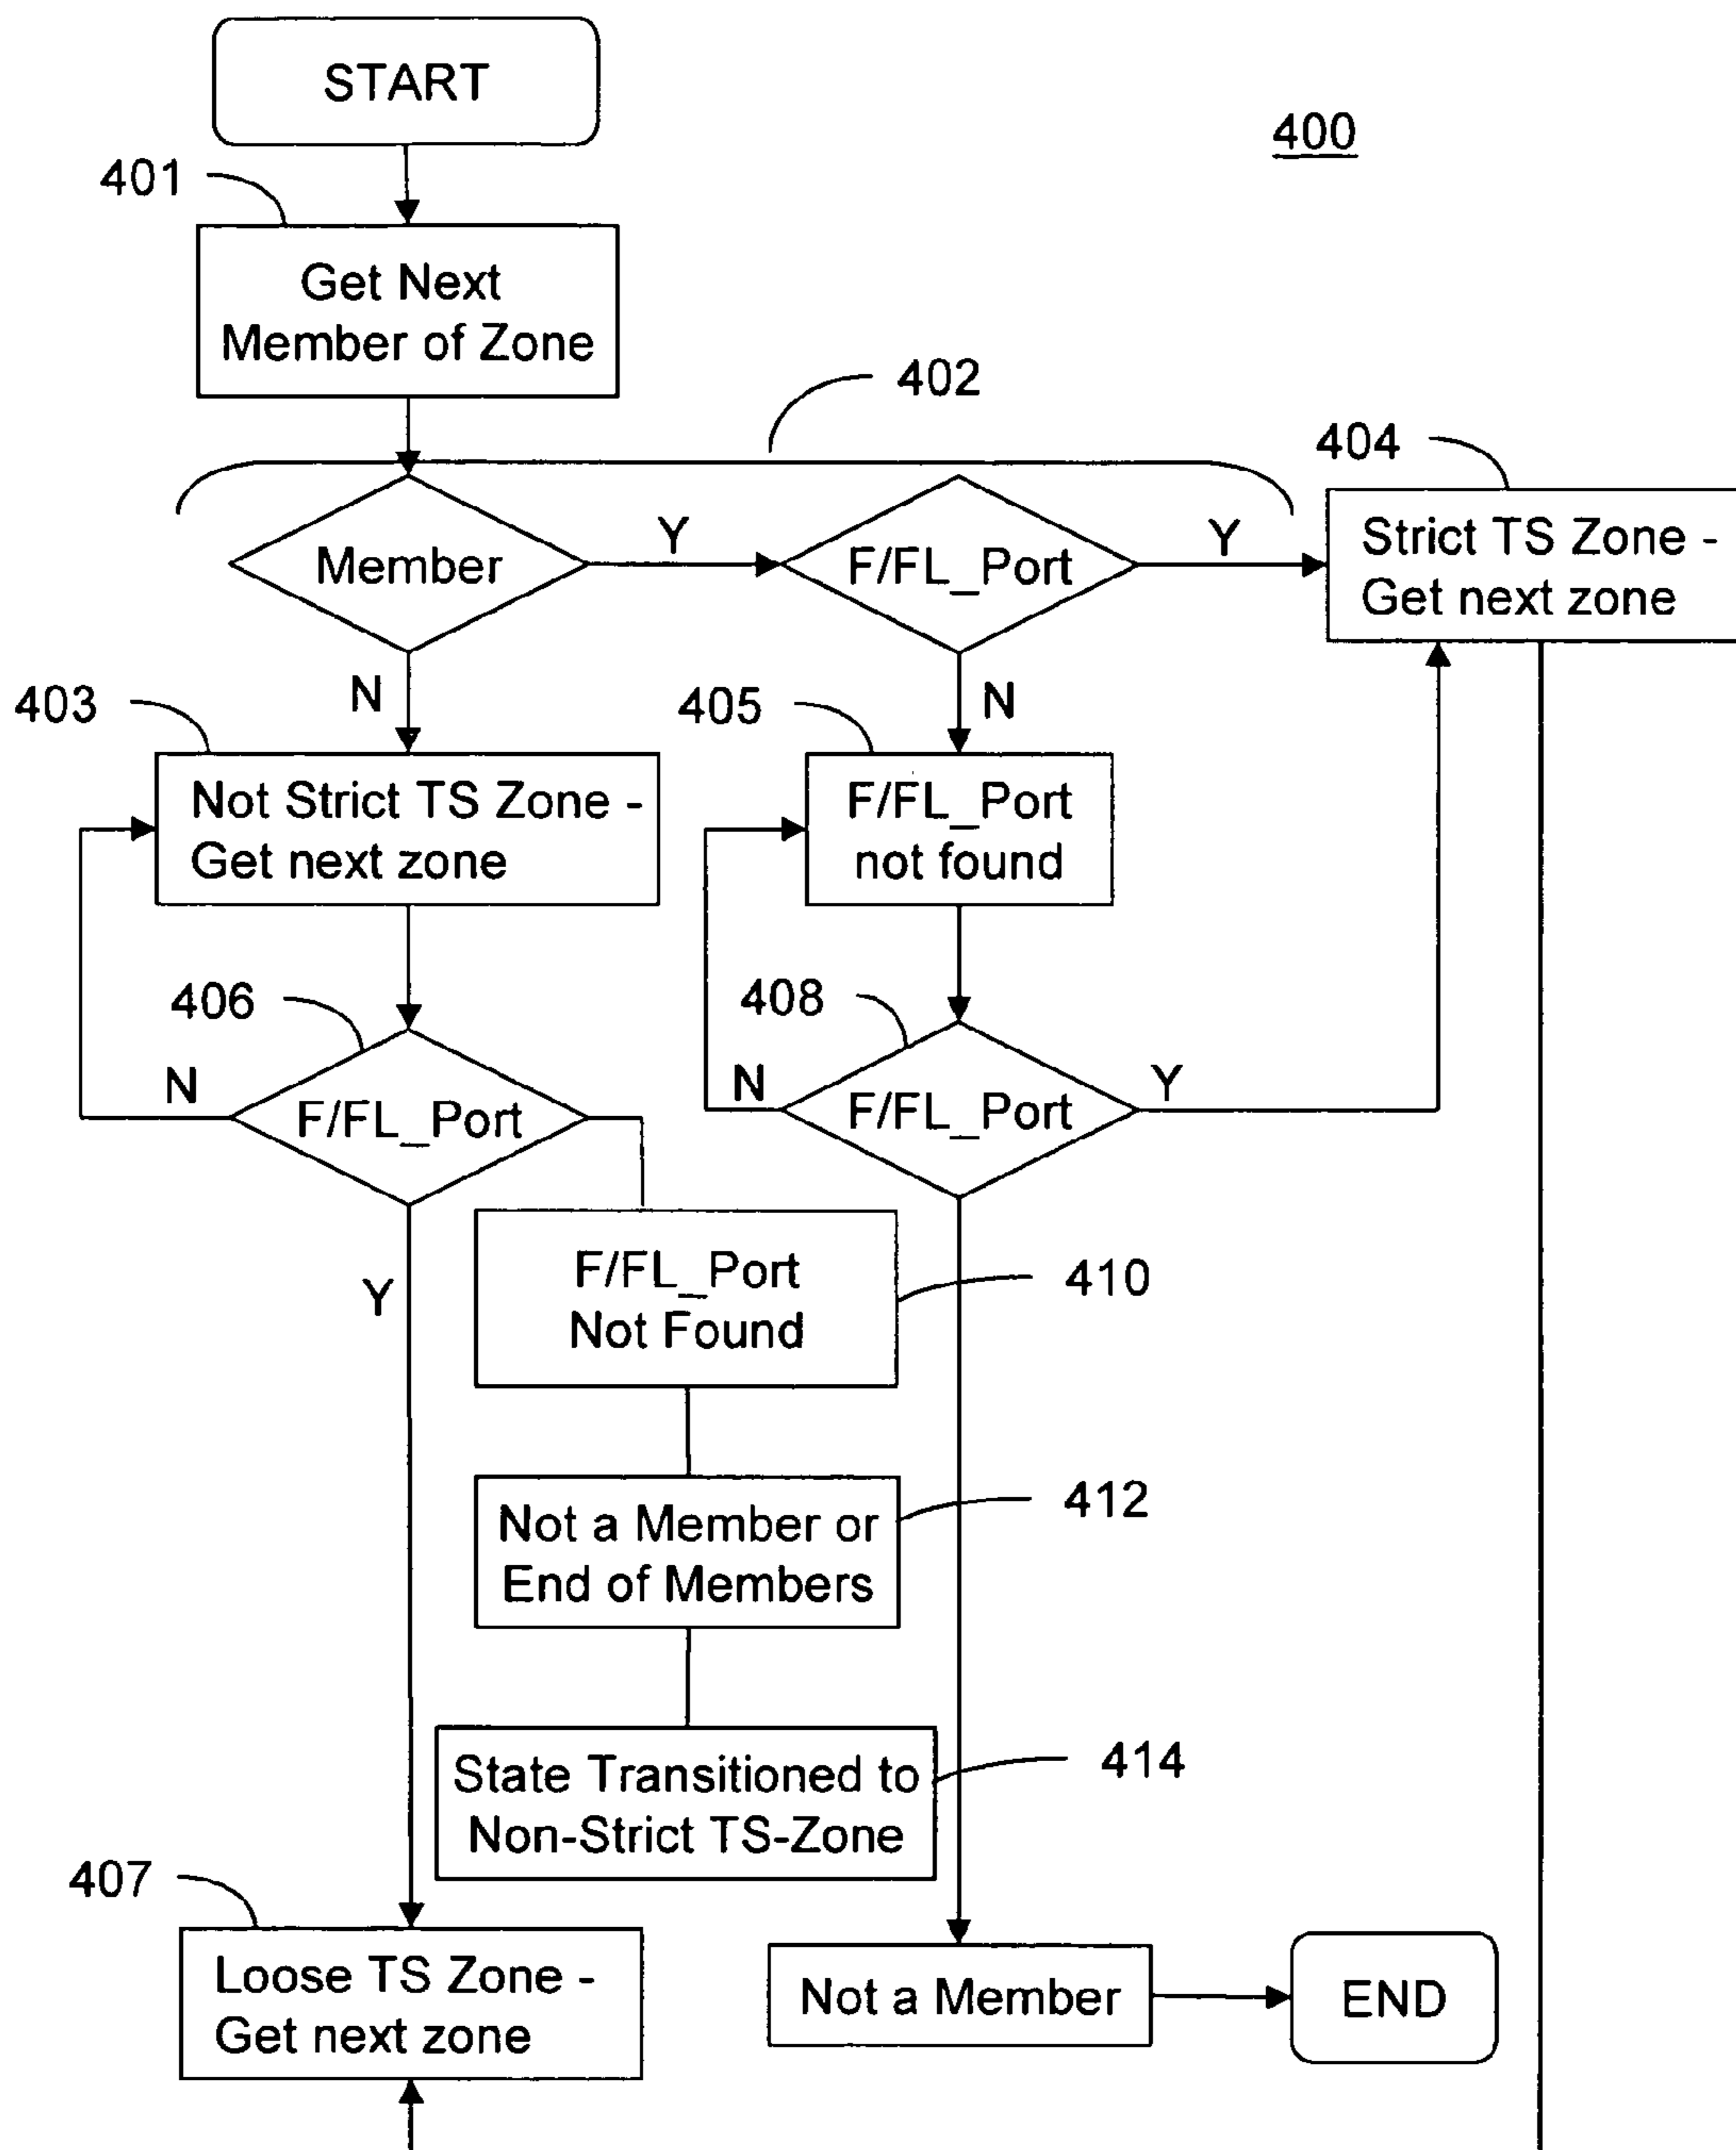 START
400
401
Get Next
Member of Zone
402
404
Member
Y
F/FL_Port
Y
Strict TS Zone -
Get next zone
N
N
403
405
Not Strict TS Zone -
Get next zone
F/FL_Port
not found
406
408
N
F/FL_Port
N
F/FL_Port
Y
Y
F/FL_Port
Not Found
410
Not a Member or
End of Members
412
State Transitioned to
Non-Strict TS-Zone
414
407
Loose TS Zone -
Get next zone
Not a Member
END